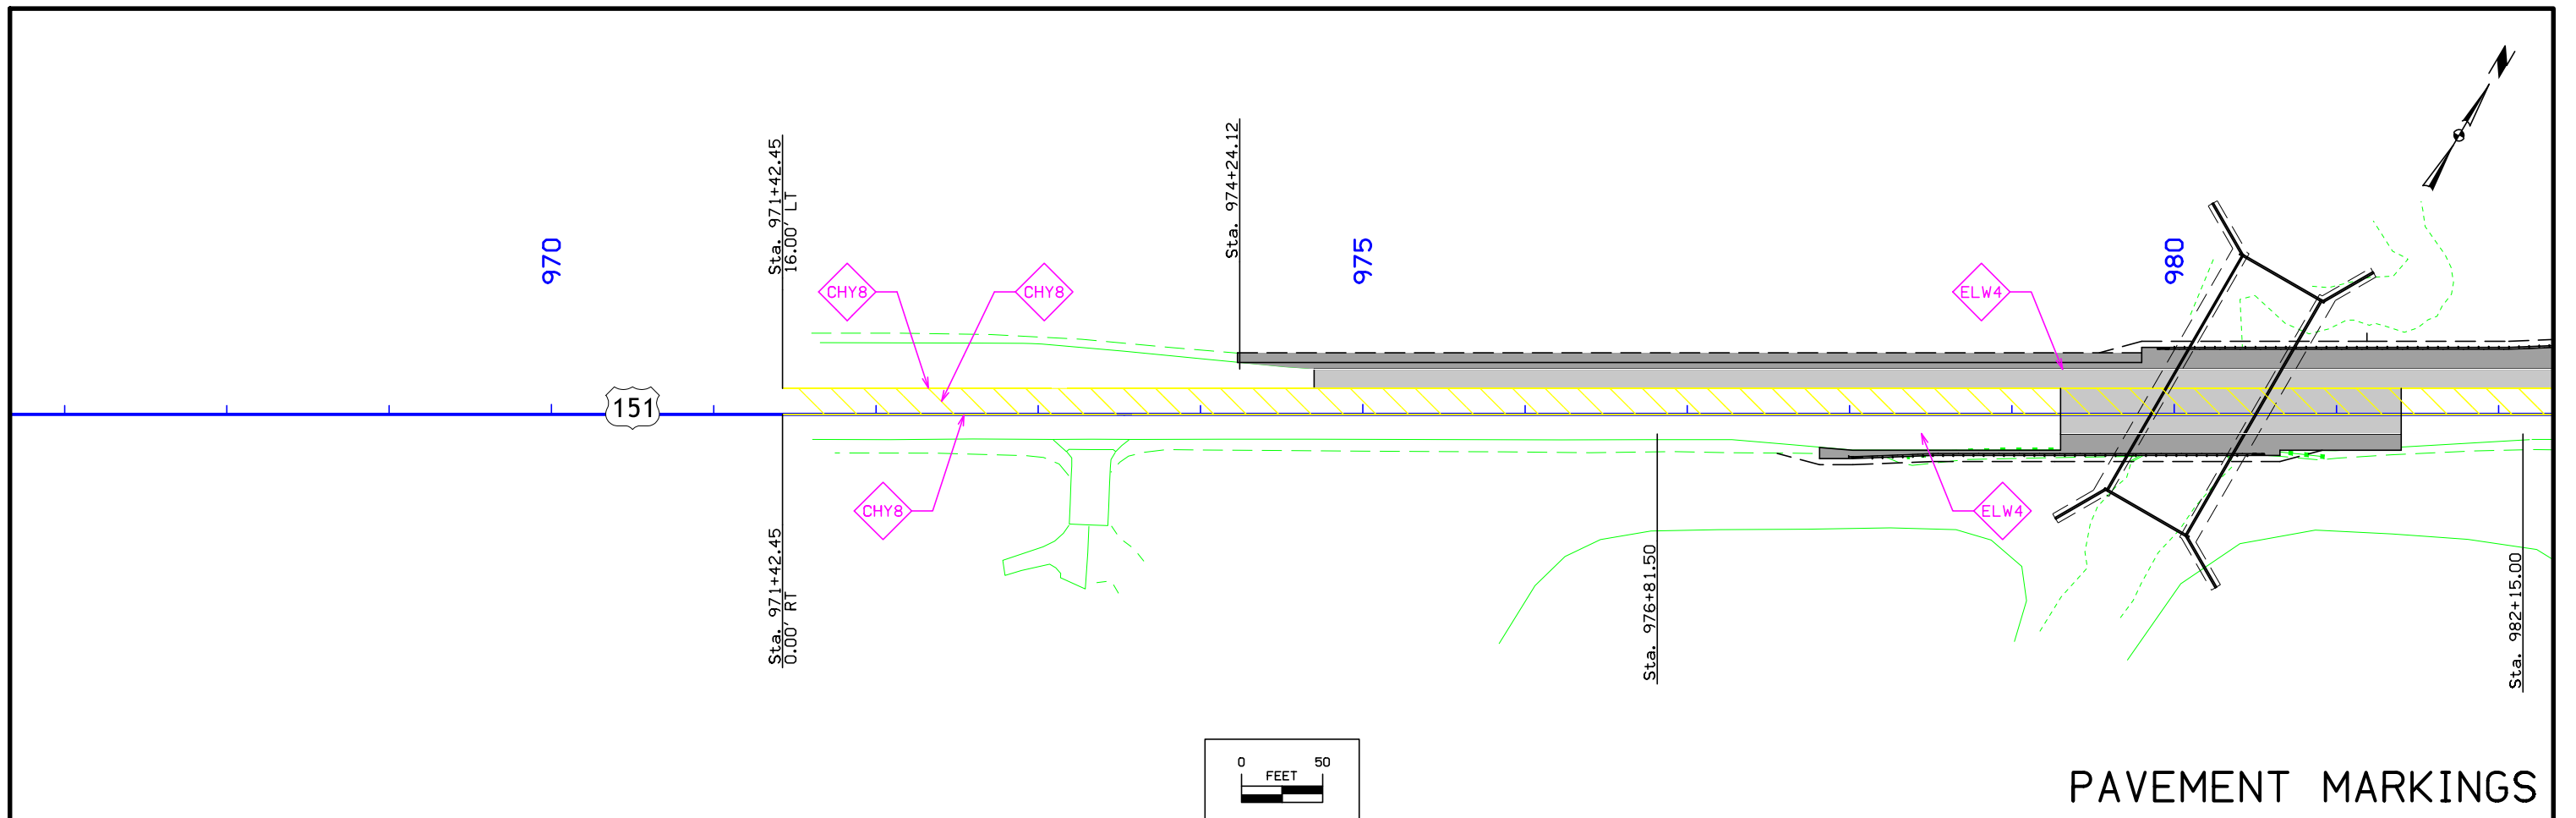 Sta. 971+42.45
16.00' LT
Sta. 974+24.12
N
970
975
980
CHY8
CHY8
ELW4
151
CHY8
ELW4
Sta. 971+42.45
0.00' RT
Sta. 976+81.50
Sta. 982+15.00
0 50
FEET
PAVEMENT MARKINGS